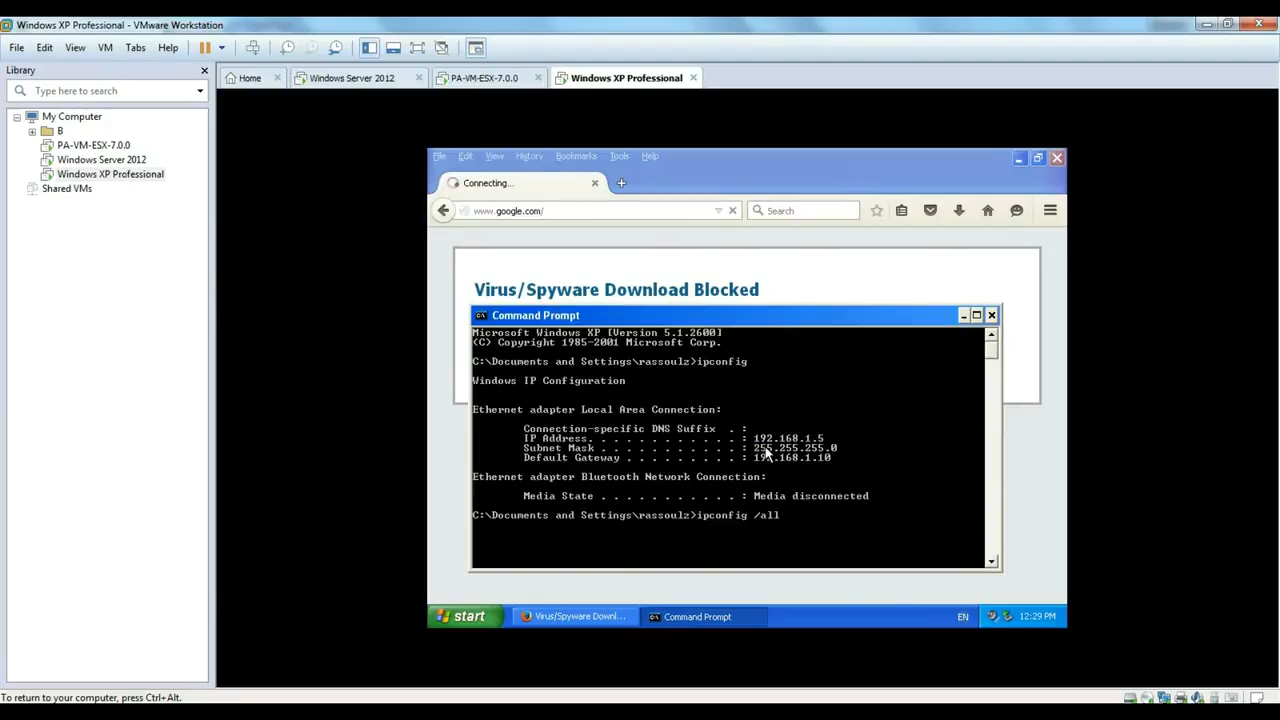 Windows XP Professional - VMware Workstation
File Edit View VM Tabs Help
Library
Type here to search
My Computer
B
PA-VM-ESX-7.0.0
Windows Server 2012
Windows XP Professional
Shared VMs
Home Windows Server 2012 PA-VM-ESX-7.0.0 Windows XP Professional
File Edit View History Bookmarks Tools Help
Connecting...
www.google.com/ Search
Virus/Spyware Download Blocked
Command Prompt
Microsoft Windows XP [Version 5.1.2600]
(C) Copyright 1985-2001 Microsoft Corp.
C:\Documents and Settings\rassoulz>ipconfig
Windows IP Configuration
Ethernet adapter Local Area Connection:
Connection-specific DNS Suffix . :
IP Address. . . . . . . . . . . . : 192.168.1.5
Subnet Mask . . . . . . . . . . . : 255.255.255.0
Default Gateway . . . . . . . . . : 192.168.1.10
Ethernet adapter Bluetooth Network Connection:
Media State . . . . . . . . . . . : Media disconnected
C:\Documents and Settings\rassoulz>ipconfig /all
start Virus/Spyware Downl... Command Prompt EN 12:29 PM
To return to your computer, press Ctrl+Alt.